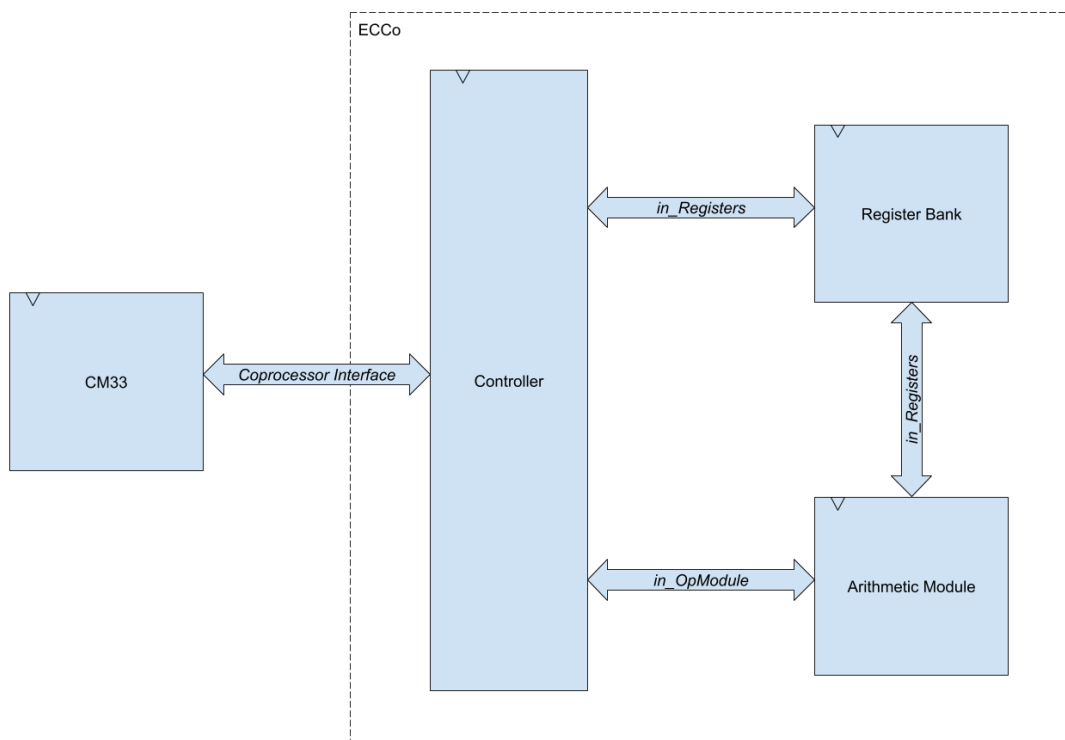 ECCo
in_Registers
Register Bank
CM33
Coprocessor Interface
Controller
in_Registers
in_OpModule
Arithmetic Module